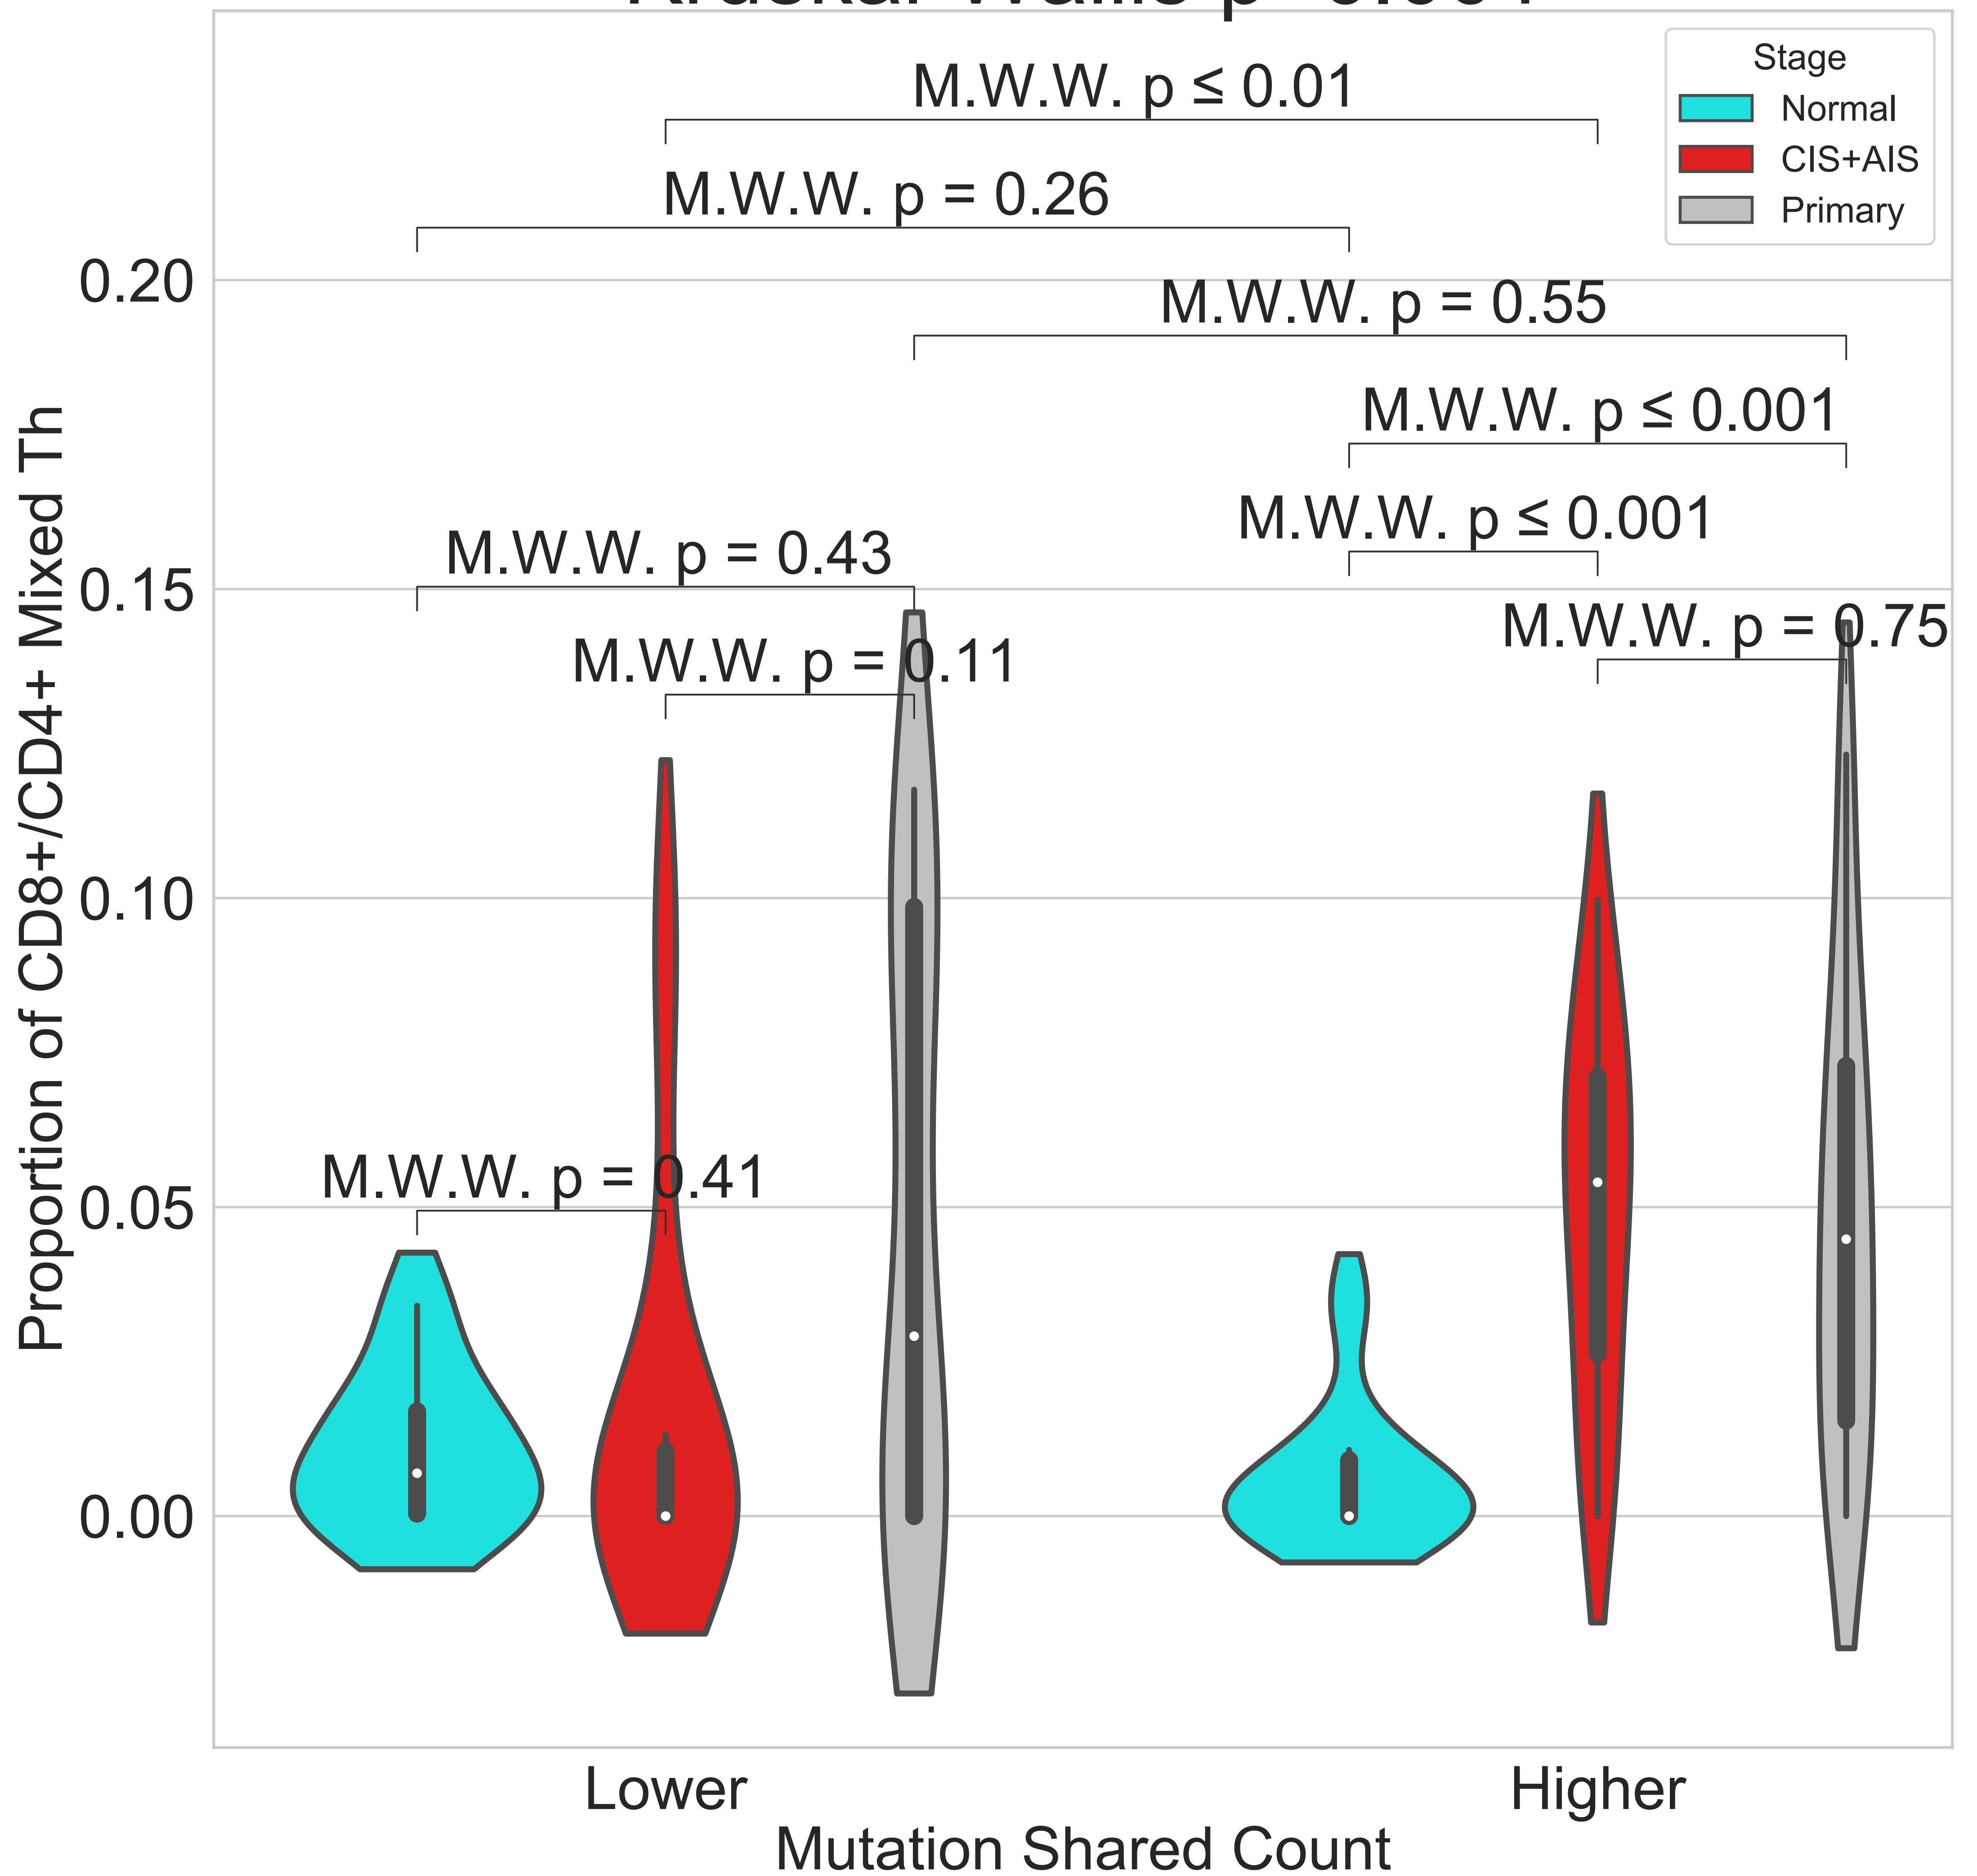 M.W.W. p ≤ 0.01
Stage
Normal
CIS+AIS
Primary
M.W.W. p = 0.26
M.W.W. p = 0.55
M.W.W. p ≤ 0.001
M.W.W. p ≤ 0.001
M.W.W. p = 0.43
M.W.W. p = 0.75
M.W.W. p = 0.11
M.W.W. p = 0.41
Proportion of CD8+/CD4+ Mixed Th
0.20
0.15
0.10
0.05
0.00
Lower
Higher
Mutation Shared Count